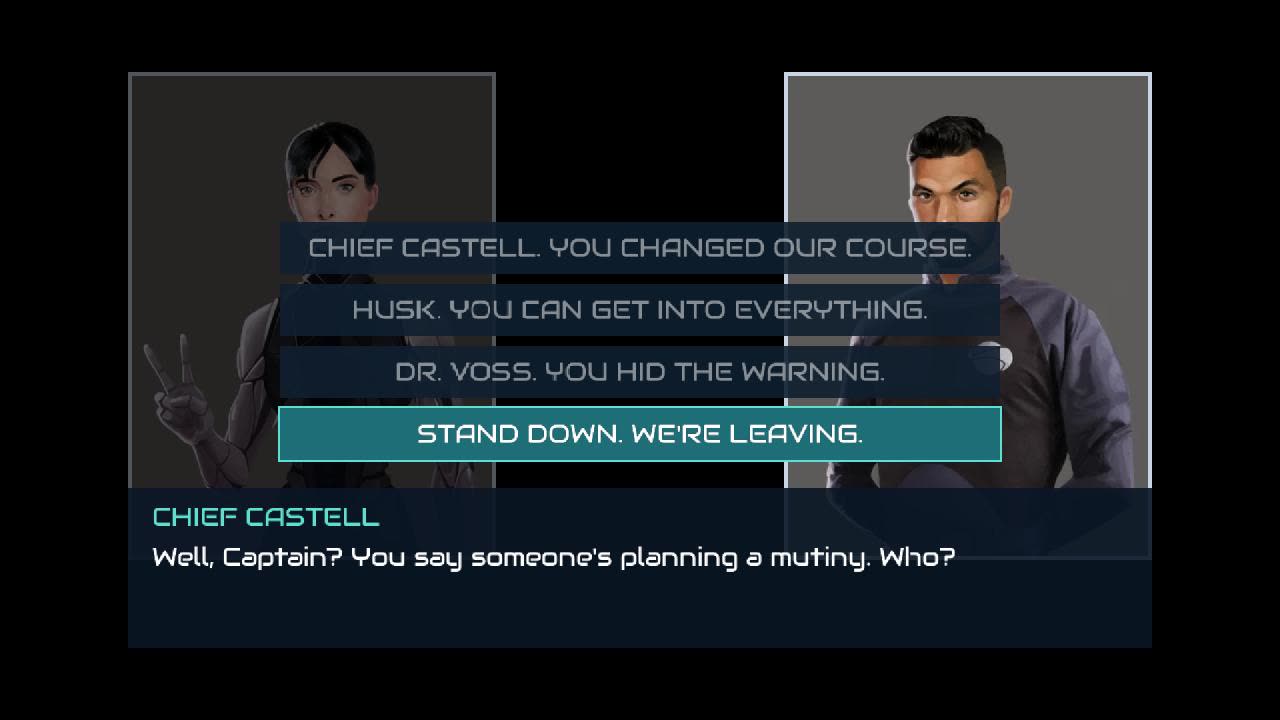 CHIEF CASTELL. YOU CHANGED OUR COURSE.
HUSK. YOU CAN GET INTO EVERYTHING.
DR. VOSS. YOU HID THE WARNING.
STAND DOWN. WE'RE LEAVING.
CHIEF CASTELL
Well, Captain? You say someone's planning a mutiny. Who?